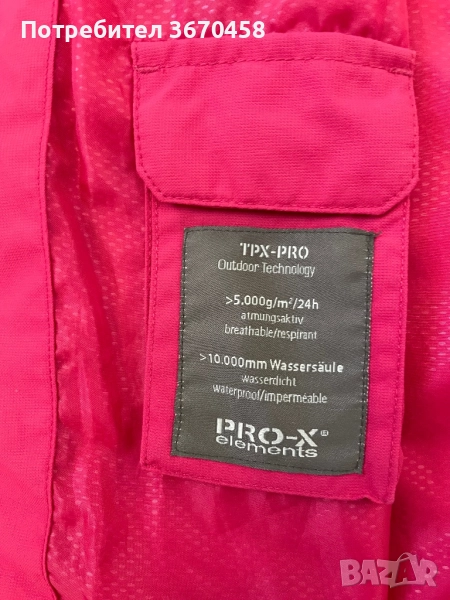 Потребител 3670458
TPX-PRO
Outdoor Technology
>5.000g/m²/24h
atmungsaktiv
breathable/respirant
>10.000mm Wassersäule
wasserdicht
waterproof/imperméable
PRO-X®
elements
BAZAR